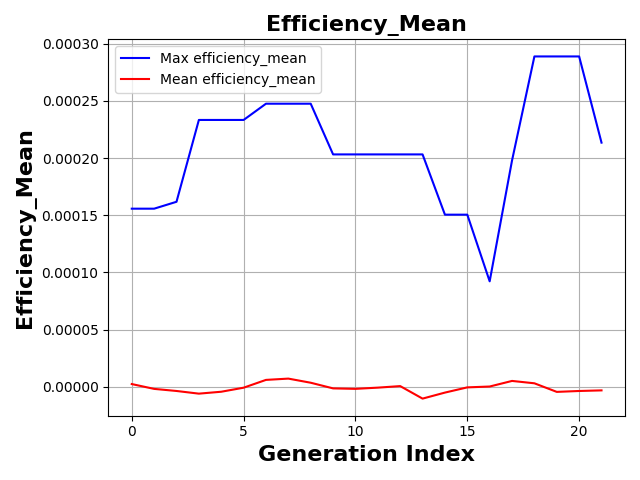 Efficiency_Mean
Max efficiency_mean
Mean efficiency_mean
Efficiency_Mean
0.00030
0.00025
0.00020
0.00015
0.00010
0.00005
0.00000
0
5
10
15
20
Generation Index